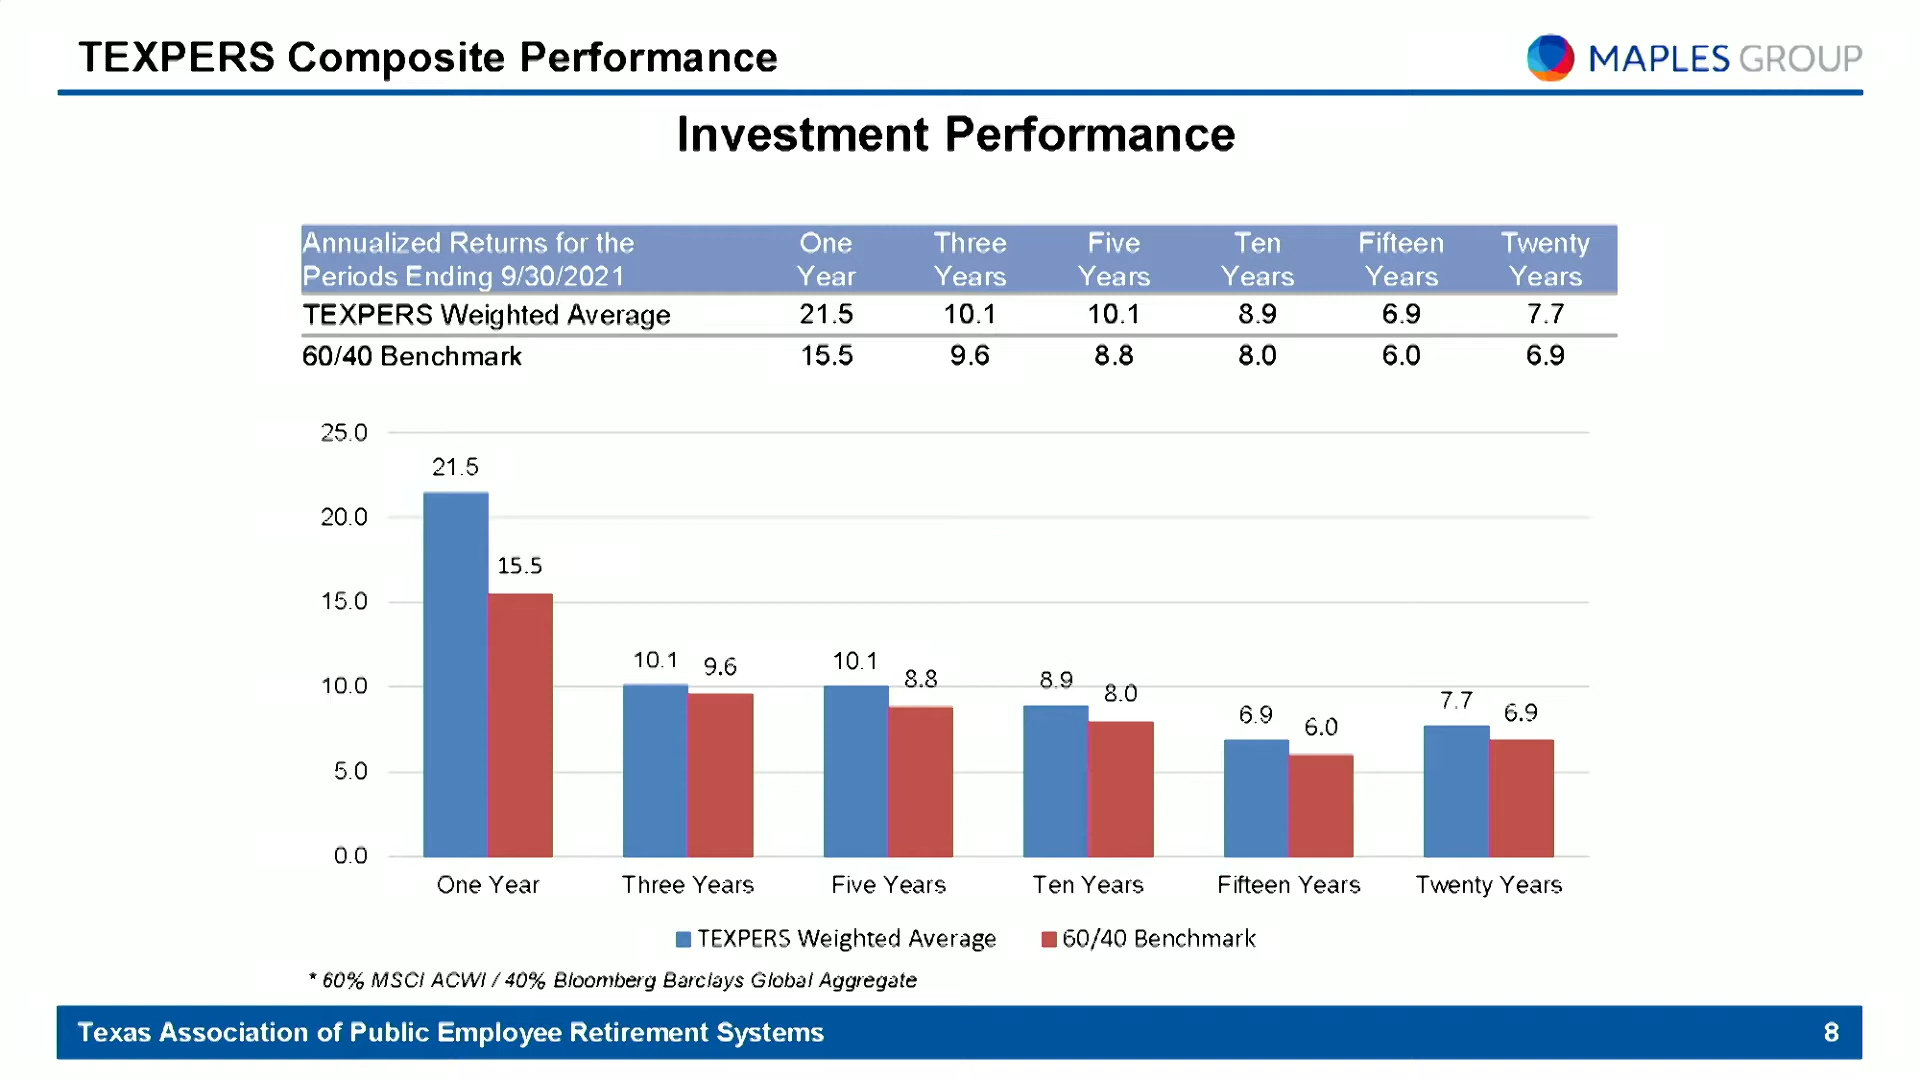 TEXPERS Composite Performance
MAPLES GROUP
Investment Performance
Annualized Returns for the Periods Ending 9/30/2021 One Year Three Years Five Years Ten Years Fifteen Years Twenty Years
TEXPERS Weighted Average 21.5 10.1 10.1 8.9 6.9 7.7
60/40 Benchmark 15.5 9.6 8.8 8.0 6.0 6.9
25.0
20.0
15.0
10.0
5.0
0.0
21.5 15.5
10.1 9.6
10.1 8.8
8.9 8.0
6.9 6.0
7.7 6.9
One Year Three Years Five Years Ten Years Fifteen Years Twenty Years
TEXPERS Weighted Average 60/40 Benchmark
* 60% MSCI ACWI / 40% Bloomberg Barclays Global Aggregate
Texas Association of Public Employee Retirement Systems 8